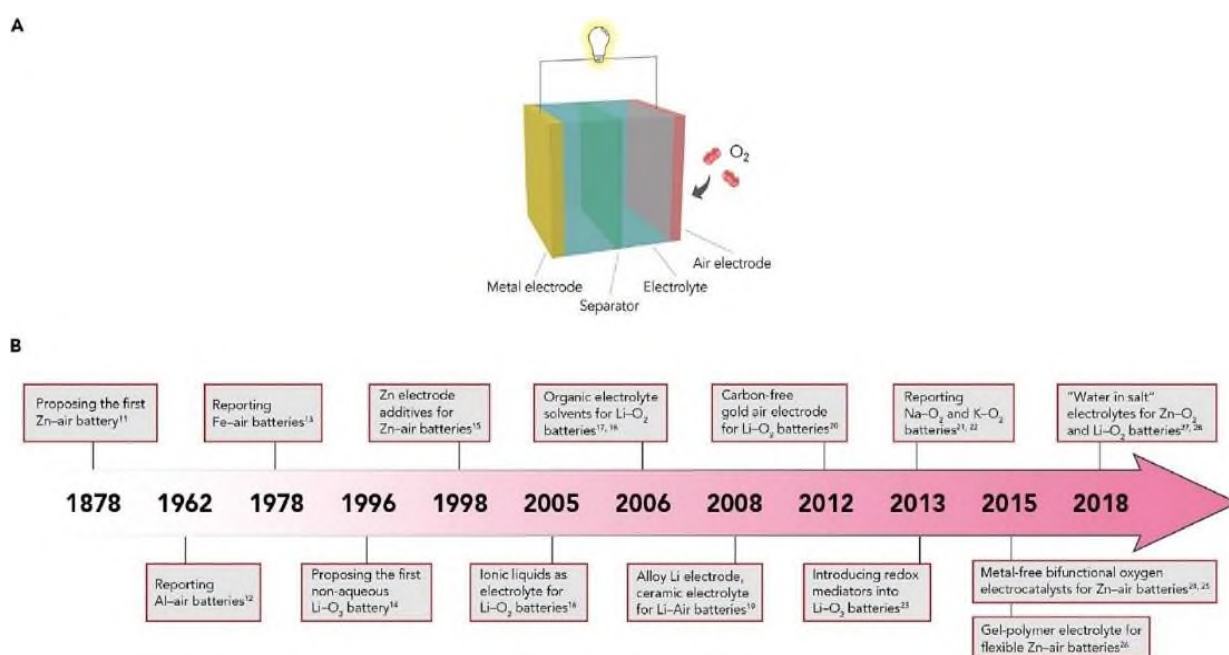 A
O2
Air electrode
Metal electrode
Electrolyte
Separator
B
Proposing the first
Zn–air battery11
Reporting
Fe–air batteries13
Zn electrode
additives for
Zn–air batteries15
Organic electrolyte
solvents for Li–O2
batteries17, 18
Carbon-free
gold air electrode
for Li–O2 batteries20
Reporting
Na–O2 and K–O2
batteries21, 22
"Water in salt"
electrolytes for Zn–O2
and Li–O2 batteries27, 28
1878 1962 1978 1996 1998 2005 2006 2008 2012 2013 2015 2018
Reporting
Al–air batteries12
Proposing the first
non-aqueous
Li–O2 battery14
Ionic liquids as
electrolyte for
Li–O2 batteries16
Alloy Li electrode,
ceramic electrolyte
for Li–Air batteries19
Introducing redox
mediators into
Li–O2 batteries23
Metal-free bifunctional oxygen
electrocatalysts for Zn–air batteries24, 25
Gel-polymer electrolyte for
flexible Zn–air batteries26